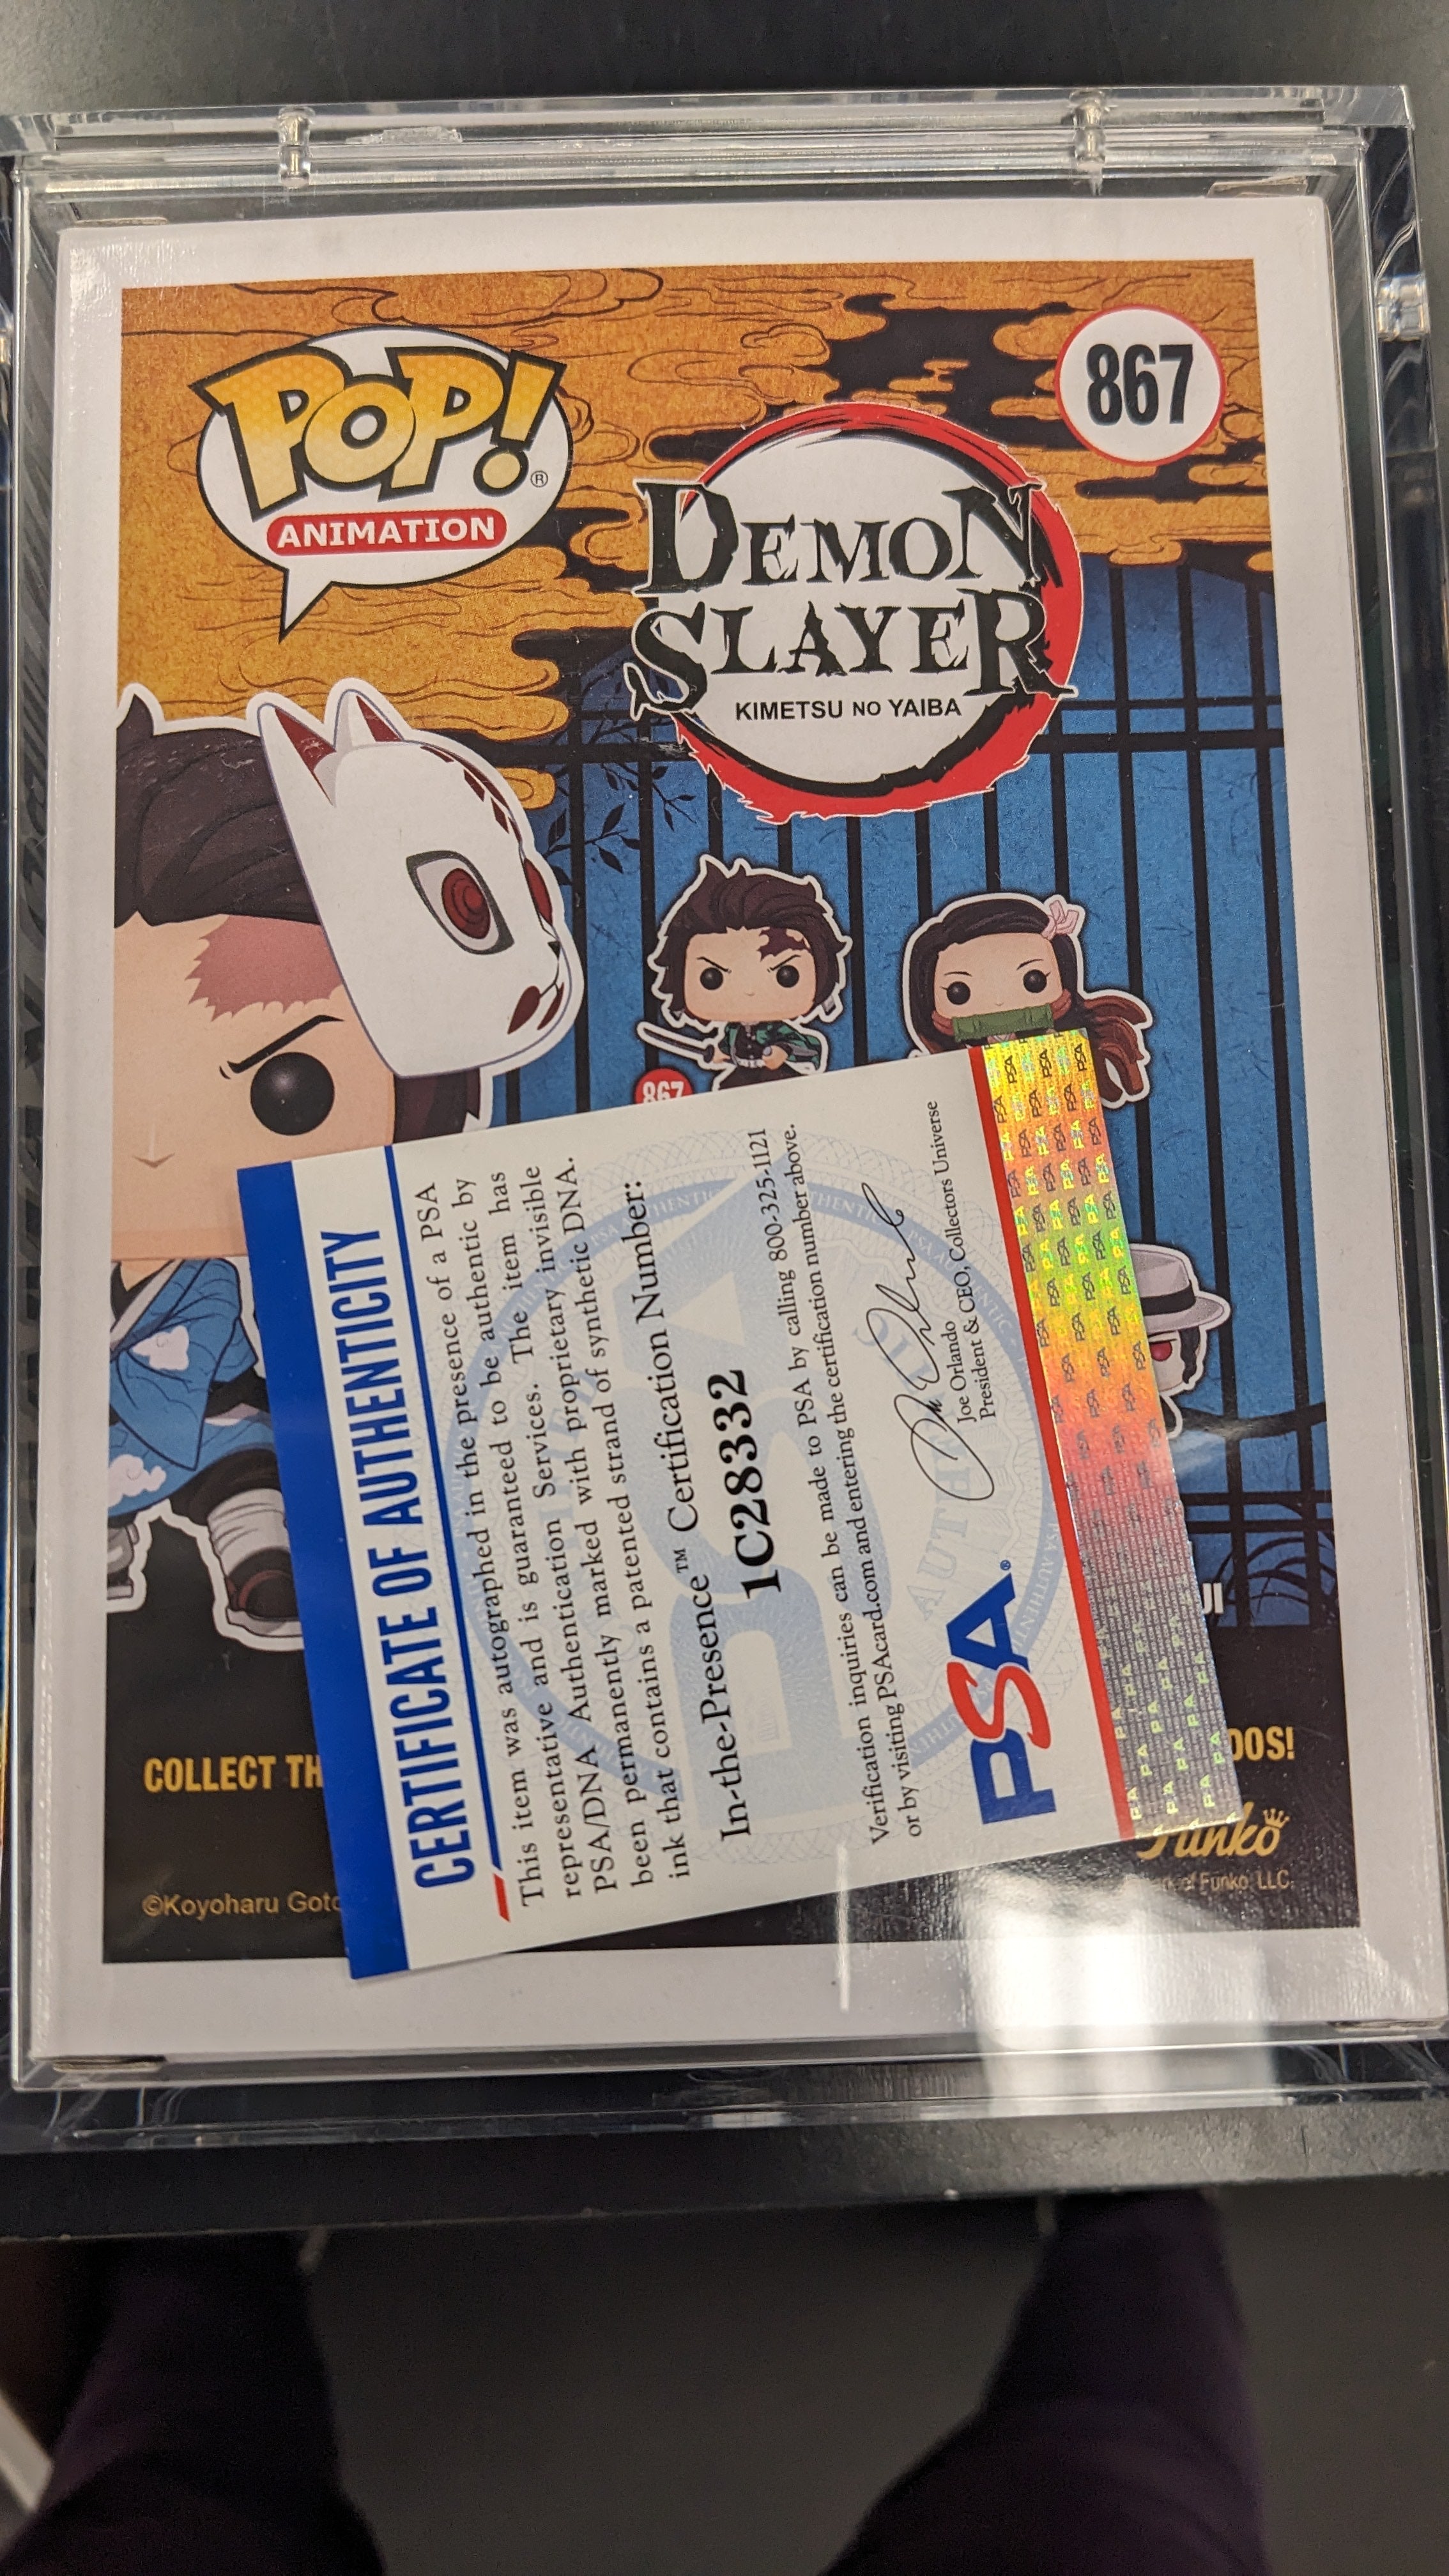 POP!
®
ANIMATION
867
DEMON
SLAYER
KIMETSU NO YAIBA
867
CERTIFICATE OF AUTHENTICITY
This item was autographed in the presence of a PSA
representative and is guaranteed to be authentic by
PSA/DNA Authentication Services. The item has
been permanently marked with proprietary invisible
ink that contains a patented strand of synthetic DNA.
In-the-Presence™ Certification Number:
1C28332
Verification inquiries can be made to PSA by calling 800-325-1121
or by visiting PSAcard.com and entering the certification number above.
Joe Orlando
President & CEO, Collectors Universe
PSA®
COLLECT TH
DOS!
Funko
©Koyoharu Goto
of Funko, LLC.